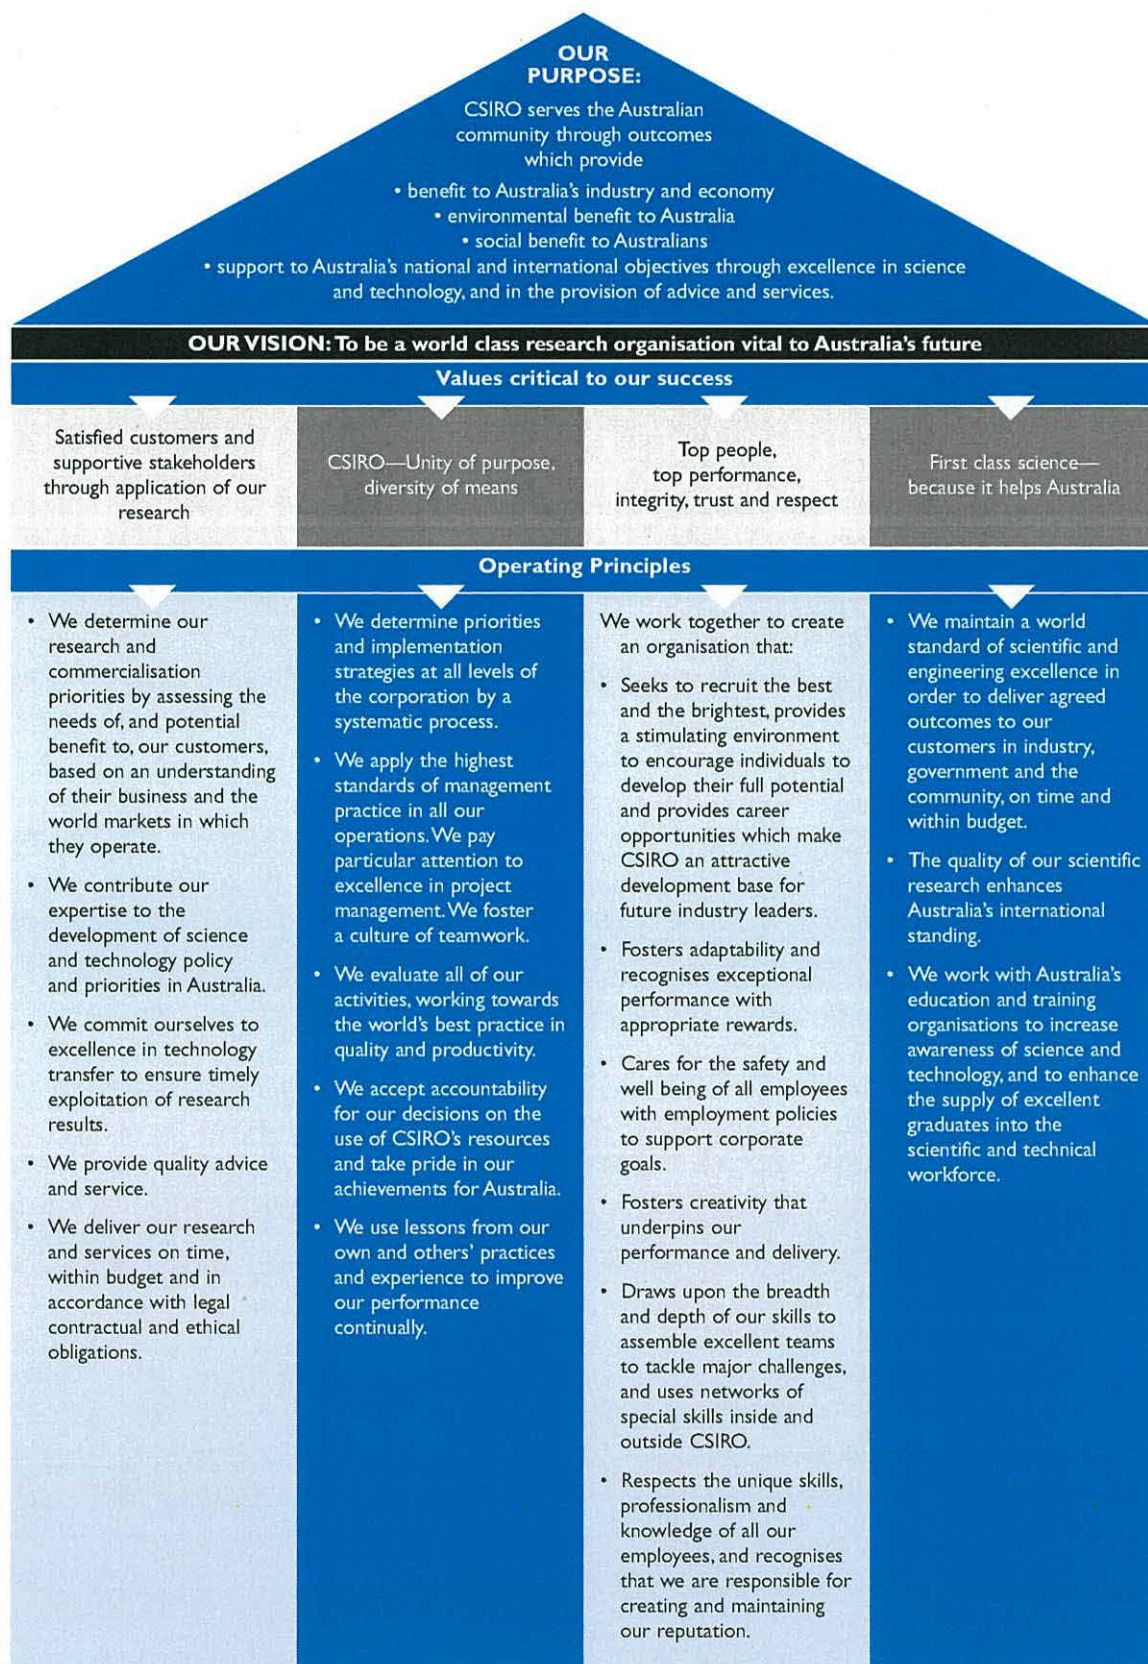 OUR
PURPOSE:
CSIRO serves the Australian
community through outcomes
which provide
• benefit to Australia's industry and economy
• environmental benefit to Australia
• social benefit to Australians
• support to Australia's national and international objectives through excellence in science
and technology, and in the provision of advice and services.
OUR VISION: To be a world class research organisation vital to Australia's future
Values critical to our success
Satisfied customers and
supportive stakeholders
through application of our
research
CSIRO—Unity of purpose,
diversity of means
Top people,
top performance,
integrity, trust and respect
First class science—
because it helps Australia
Operating Principles
• We determine our
research and
commercialisation
priorities by assessing the
needs of, and potential
benefit to, our customers,
based on an understanding
of their business and the
world markets in which
they operate.
• We contribute our
expertise to the
development of science
and technology policy
and priorities in Australia.
• We commit ourselves to
excellence in technology
transfer to ensure timely
exploitation of research
results.
• We provide quality advice
and service.
• We deliver our research
and services on time,
within budget and in
accordance with legal
contractual and ethical
obligations.
• We determine priorities
and implementation
strategies at all levels of
the corporation by a
systematic process.
• We apply the highest
standards of management
practice in all our
operations. We pay
particular attention to
excellence in project
management. We foster
a culture of teamwork.
• We evaluate all of our
activities, working towards
the world's best practice in
quality and productivity.
• We accept accountability
for our decisions on the
use of CSIRO's resources
and take pride in our
achievements for Australia.
• We use lessons from our
own and others' practices
and experience to improve
our performance
continually.
We work together to create
an organisation that:
• Seeks to recruit the best
and the brightest, provides
a stimulating environment
to encourage individuals to
develop their full potential
and provides career
opportunities which make
CSIRO an attractive
development base for
future industry leaders.
• Fosters adaptability and
recognises exceptional
performance with
appropriate rewards.
• Cares for the safety and
well being of all employees
with employment policies
to support corporate
goals.
• Fosters creativity that
underpins our
performance and delivery.
• Draws upon the breadth
and depth of our skills to
assemble excellent teams
to tackle major challenges,
and uses networks of
special skills inside and
outside CSIRO.
• Respects the unique skills,
professionalism and
knowledge of all our
employees, and recognises
that we are responsible for
creating and maintaining
our reputation.
• We maintain a world
standard of scientific and
engineering excellence in
order to deliver agreed
outcomes to our
customers in industry,
government and the
community, on time and
within budget.
• The quality of our scientific
research enhances
Australia's international
standing.
• We work with Australia's
education and training
organisations to increase
awareness of science and
technology, and to enhance
the supply of excellent
graduates into the
scientific and technical
workforce.